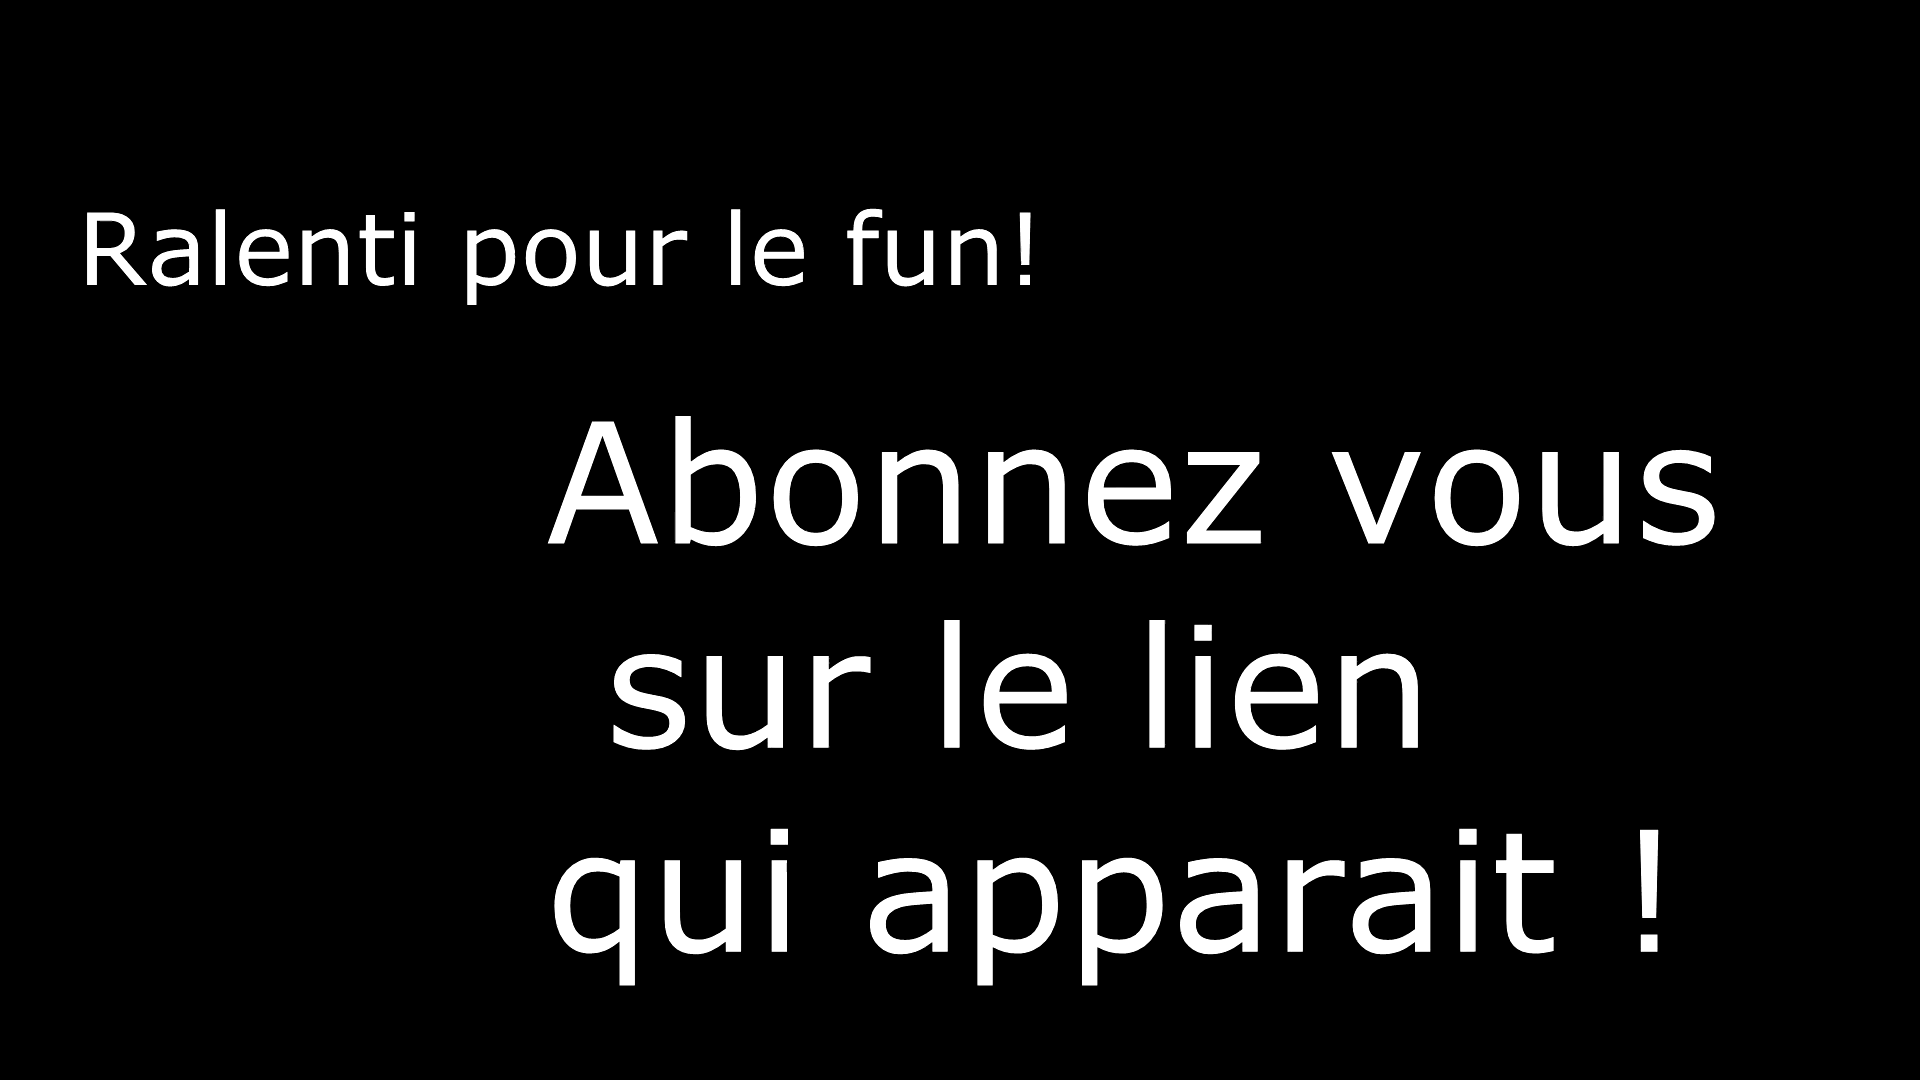 Ralenti pour le fun!
Abonnez vous
sur le lien
qui apparait !